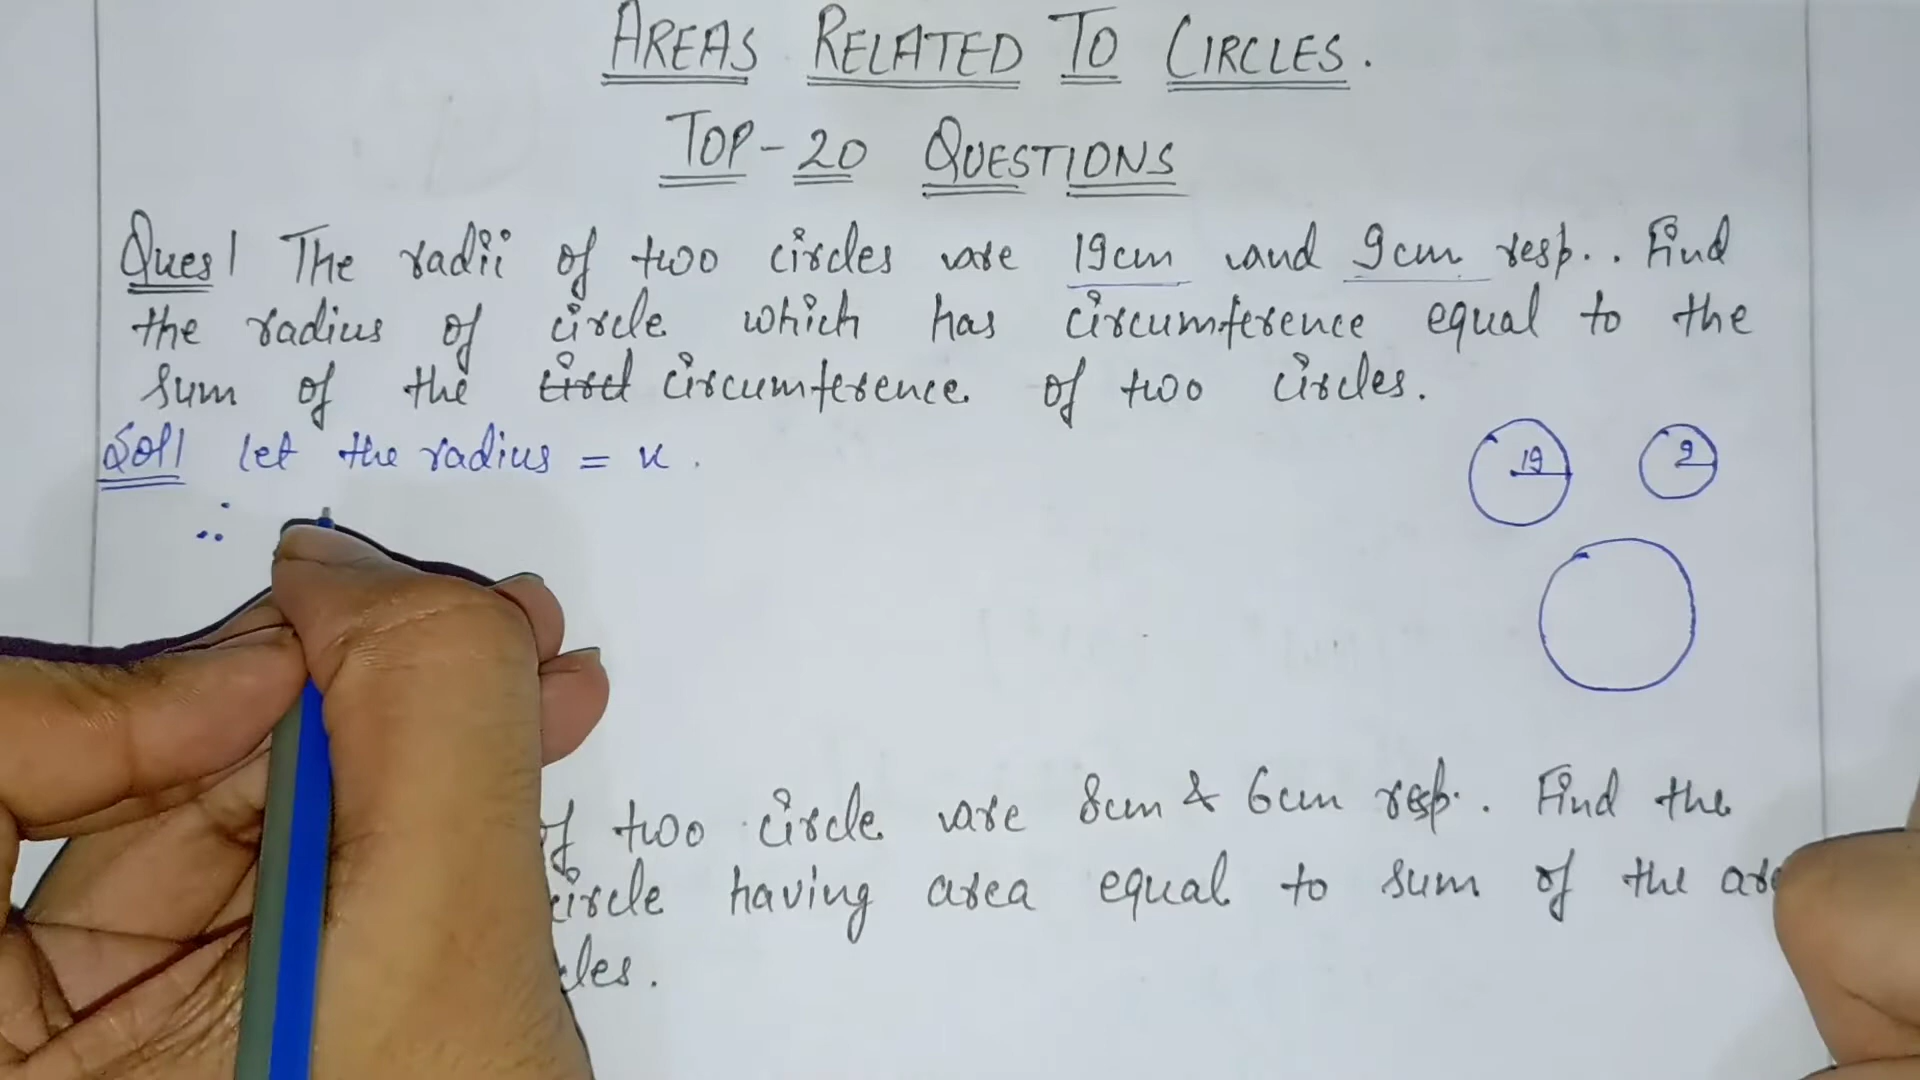 AREAS RELATED TO CIRCLES.
TOP-20 QUESTIONS
Ques1 The radii of two circles are 19cm and 9cm resp.. Find
the radius of circle which has circumference equal to the
sum of the circumference of two circles.
Sol1 let the radius = x.
19
9
∴
of two circle are 8cm & 6cm resp.. Find the
circle having area equal to sum of the